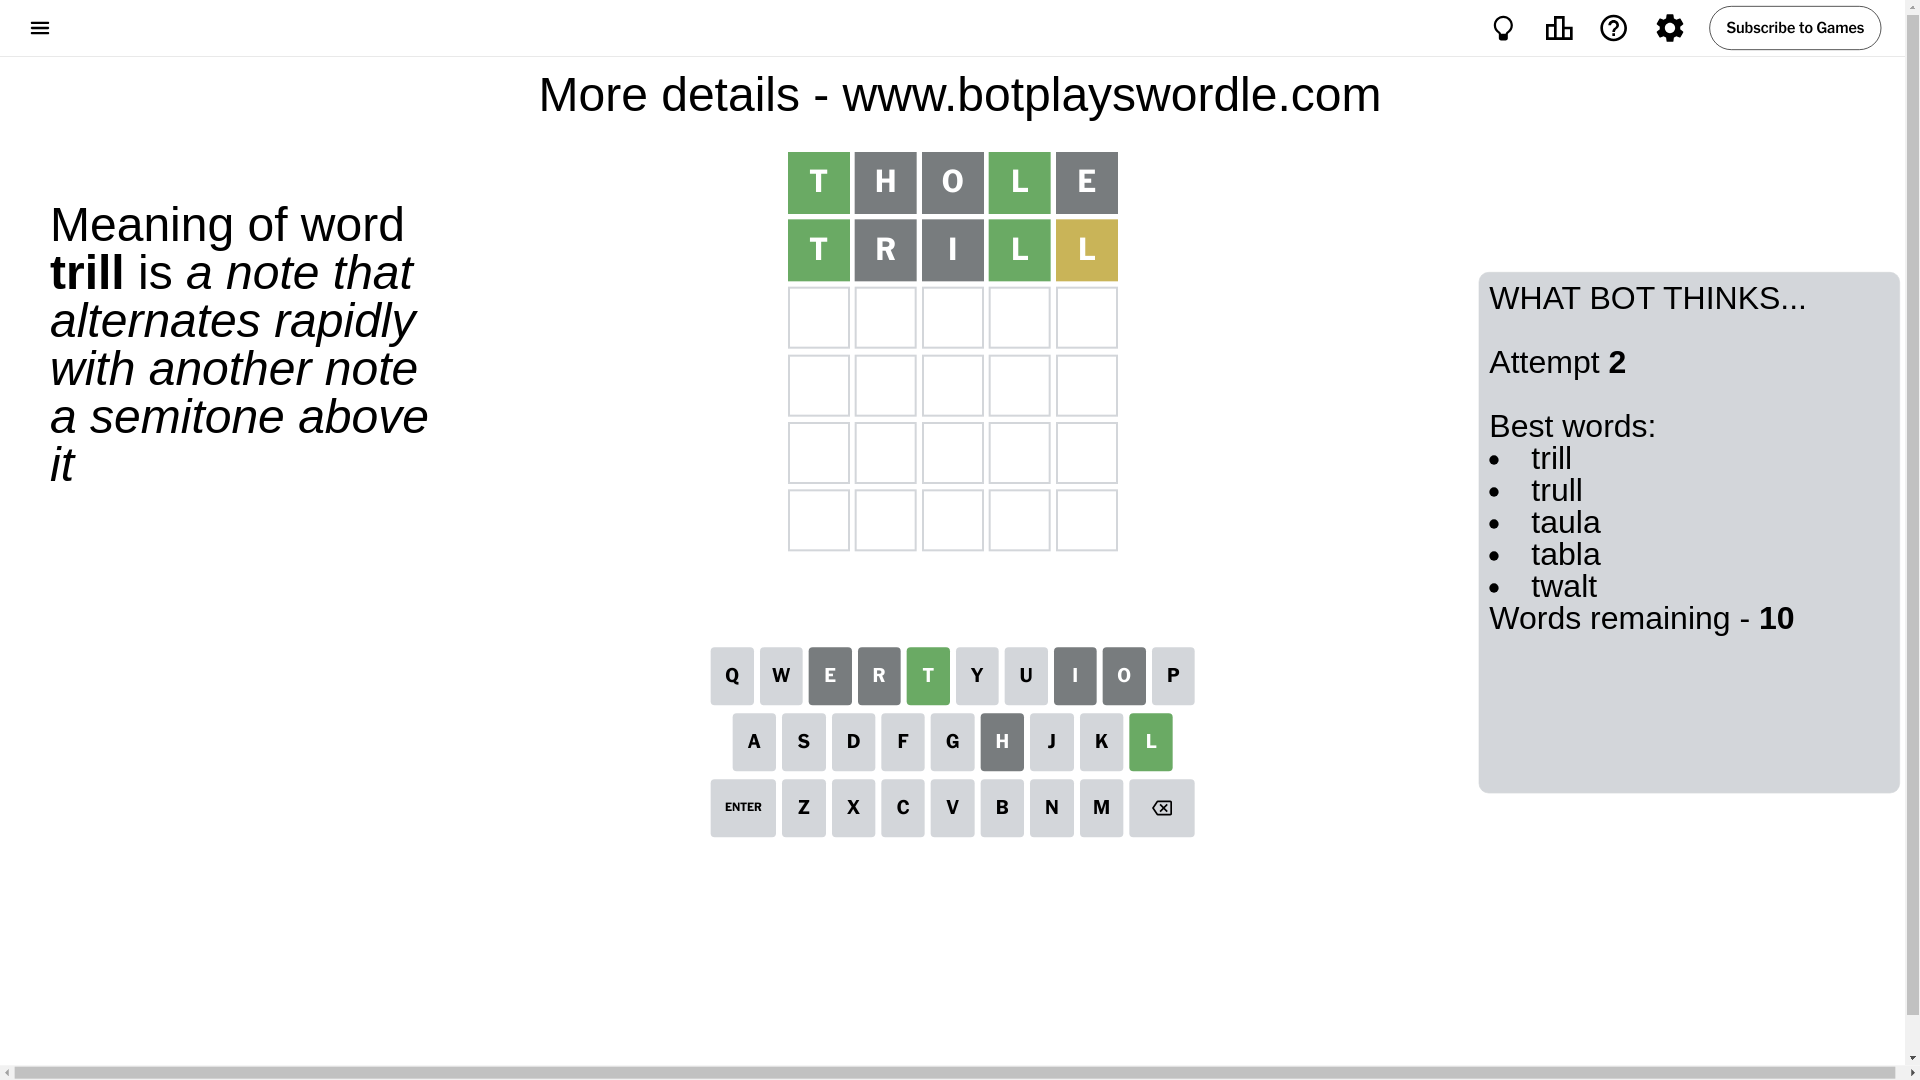 Subscribe to Games
More details - www.botplayswordle.com
Meaning of word
trill is a note that
alternates rapidly
with another note
a semitone above
it
T H O L E
T R I L L
WHAT BOT THINKS...
Attempt 2
Best words:
• trill
• trull
• taula
• tabla
• twalt
Words remaining - 10
Q W E R T Y U I O P
A S D F G H J K L
ENTER Z X C V B N M